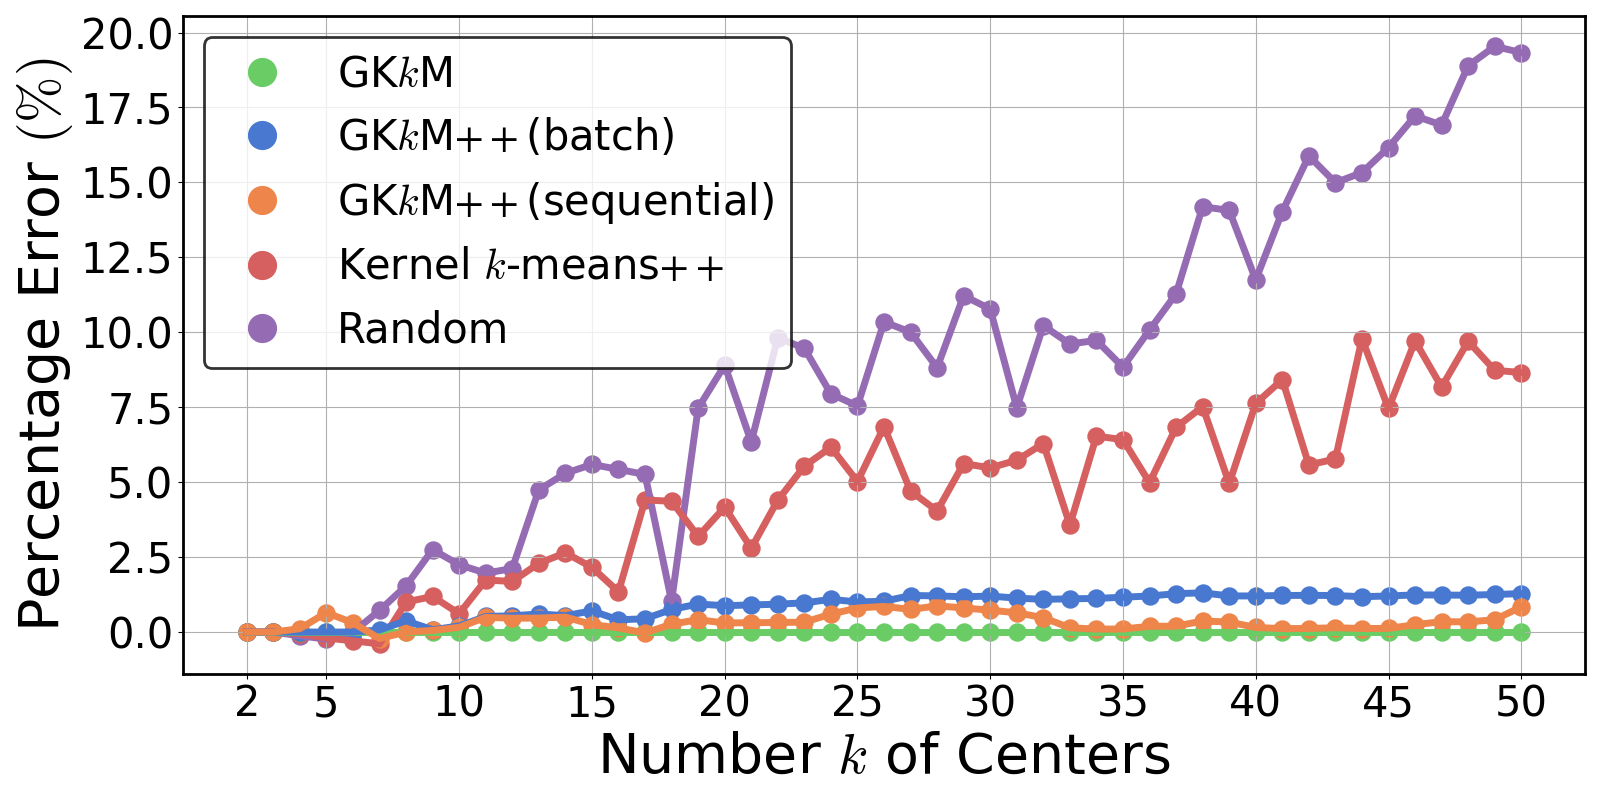 Percentage Error (%)
20.0
17.5
15.0
12.5
10.0
7.5
5.0
2.5
0.0
GKkM
GKkM++(batch)
GKkM++(sequential)
Kernel k-means++
Random
2 5 10 15 20 25 30 35 40 45 50
Number k of Centers